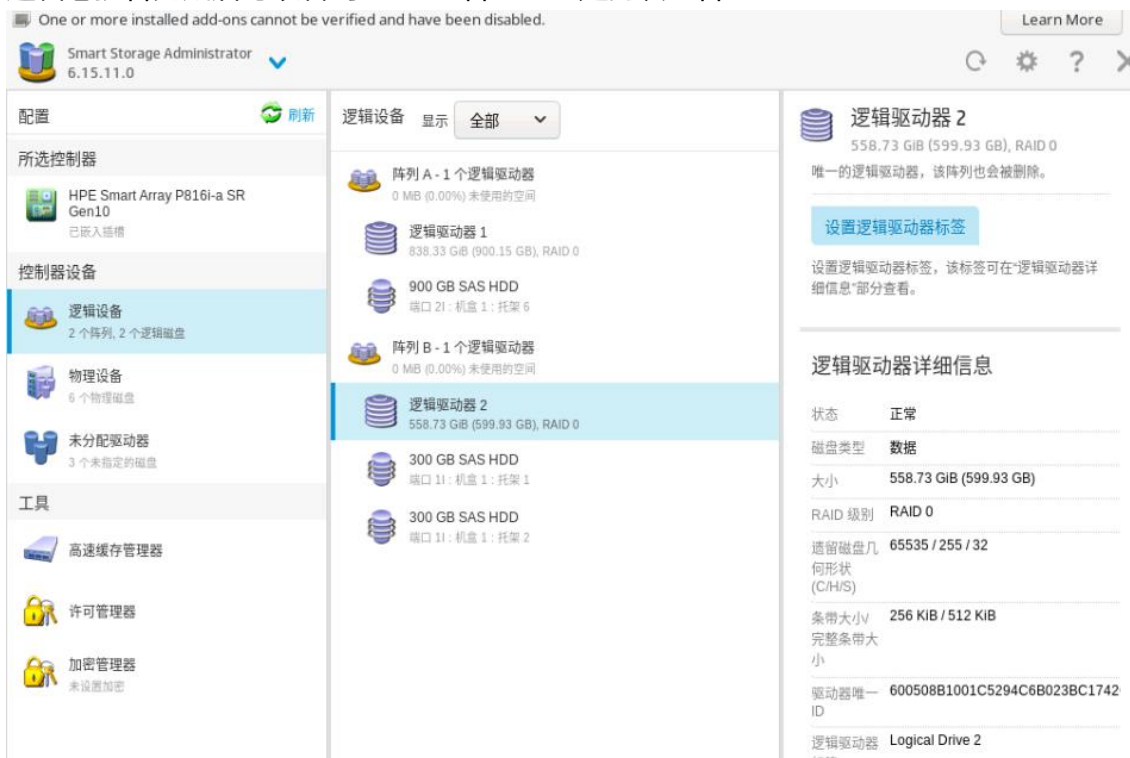 One or more installed add-ons cannot be verified and have been disabled.
Learn More
Smart Storage Administrator
6.15.11.0
配置
刷新
所选控制器
HPE Smart Array P816i-a SR
Gen10
已嵌入插槽
控制器设备
逻辑设备
2 个阵列, 2 个逻辑磁盘
物理设备
6 个物理磁盘
未分配驱动器
3 个未指定的磁盘
工具
高速缓存管理器
许可管理器
加密管理器
未设置加密
逻辑设备 显示 全部
阵列 A - 1 个逻辑驱动器
0 MiB (0.00%) 未使用的空间
逻辑驱动器 1
838.33 GiB (900.15 GB), RAID 0
900 GB SAS HDD
端口 2I : 机盒 1 : 托架 6
阵列 B - 1 个逻辑驱动器
0 MiB (0.00%) 未使用的空间
逻辑驱动器 2
558.73 GiB (599.93 GB), RAID 0
300 GB SAS HDD
端口 1I : 机盒 1 : 托架 1
300 GB SAS HDD
端口 1I : 机盒 1 : 托架 2
逻辑驱动器 2
558.73 GiB (599.93 GB), RAID 0
唯一的逻辑驱动器，该阵列也会被删除。
设置逻辑驱动器标签
设置逻辑驱动器标签，该标签可在“逻辑驱动器详
细信息”部分查看。
逻辑驱动器详细信息
状态 正常
磁盘类型 数据
大小 558.73 GiB (599.93 GB)
RAID 级别 RAID 0
遗留磁盘几 65535 / 255 / 32
何形状
(C/H/S)
条带大小/ 256 KiB / 512 KiB
完整条带大
小
驱动器唯一 600508B1001C5294C6B023BC1742
ID
逻辑驱动器 Logical Drive 2